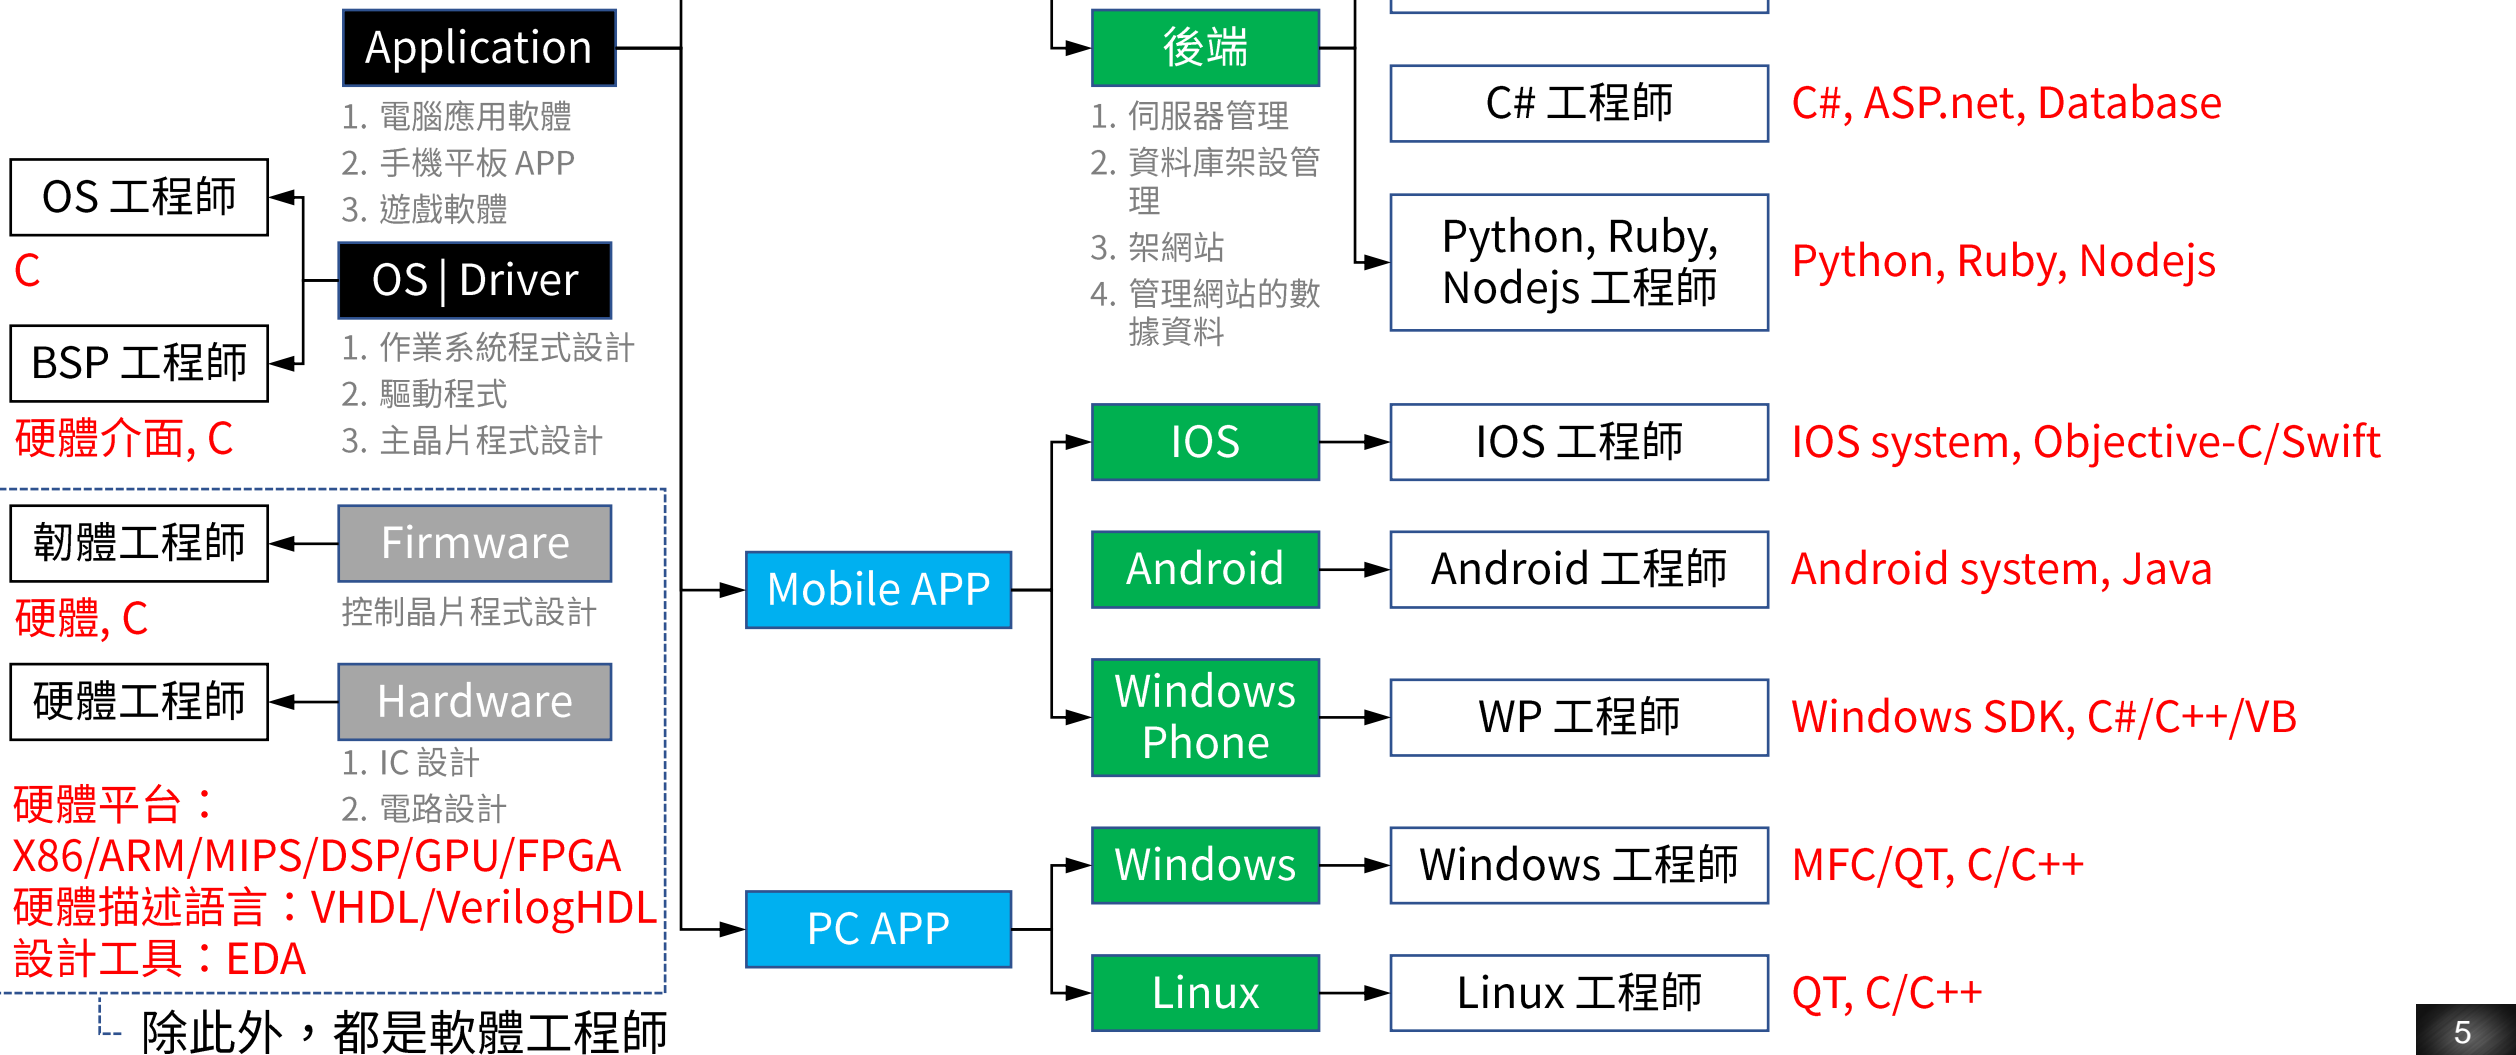 Application
1. 電腦應用軟體
2. 手機平板 APP
3. 遊戲軟體
OS 工程師
C
OS | Driver
BSP 工程師
硬體介面, C
1. 作業系統程式設計
2. 驅動程式
3. 主晶片程式設計
韌體工程師
硬體, C
Firmware
控制晶片程式設計
硬體工程師
Hardware
1. IC 設計
2. 電路設計
硬體平台：
X86/ARM/MIPS/DSP/GPU/FPGA
硬體描述語言：VHDL/VerilogHDL
設計工具：EDA
除此外，都是軟體工程師
Mobile APP
PC APP
後端
1. 伺服器管理
2. 資料庫架設管
理
3. 架網站
4. 管理網站的數
據資料
C# 工程師
C#, ASP.net, Database
Python, Ruby,
Nodejs 工程師
Python, Ruby, Nodejs
IOS
IOS 工程師
IOS system, Objective-C/Swift
Android
Android 工程師
Android system, Java
Windows
Phone
WP 工程師
Windows SDK, C#/C++/VB
Windows
Windows 工程師
MFC/QT, C/C++
Linux
Linux 工程師
QT, C/C++
5